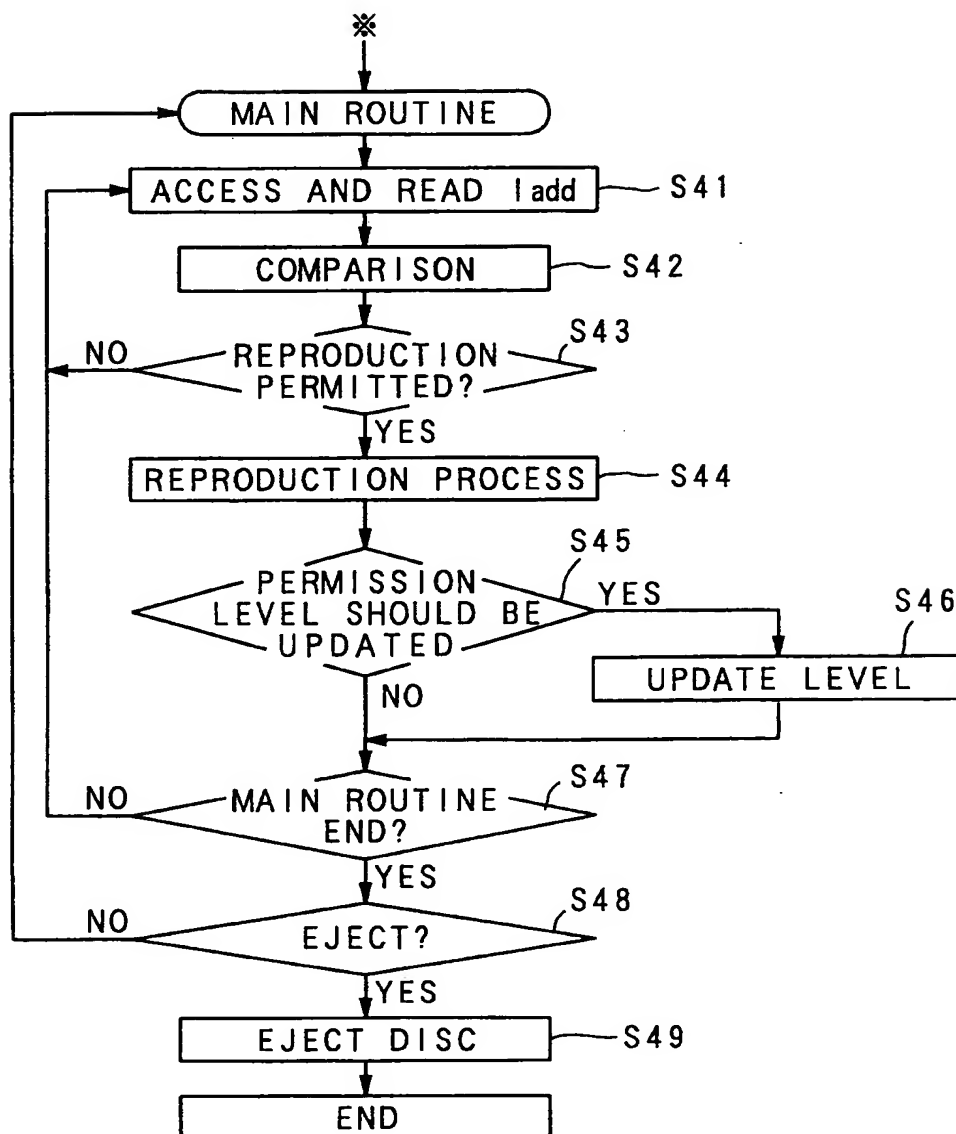 ※
MAIN ROUTINE
ACCESS AND READ Iadd
S41
COMPARISON
S42
S43
NO
REPRODUCTION
PERMITTED?
YES
REPRODUCTION PROCESS
S44
S45
PERMISSION
LEVEL SHOULD BE
UPDATED
YES
S46
UPDATE LEVEL
NO
S47
NO
MAIN ROUTINE
END?
YES
S48
NO
EJECT?
YES
EJECT DISC
S49
END